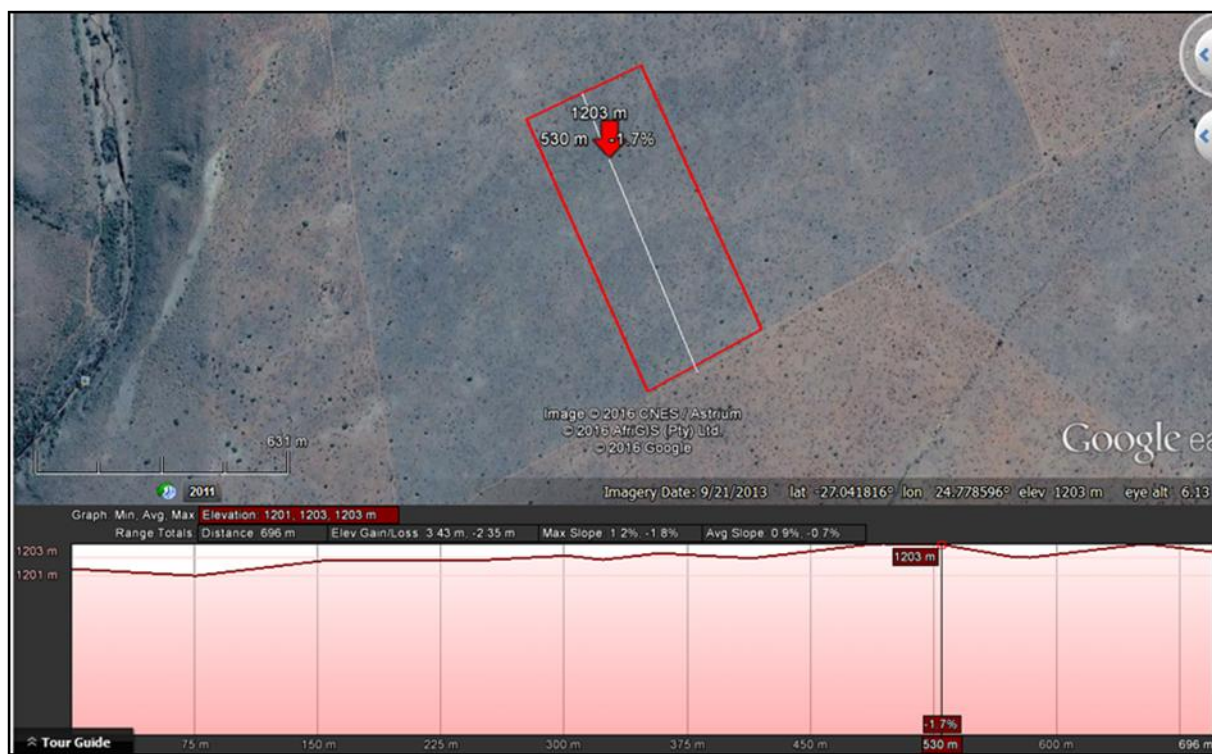 1203 m
530 m -1.7%
Image © 2016 CNES / Astrium
© 2016 AfriGIS (Pty) Ltd.
© 2016 Google
Google ea
631 m
2011
Imagery Date: 9/21/2013 lat -27.041816° lon 24.778596° elev 1203 m eye alt 6.13
Graph: Min, Avg, Max Elevation: 1201, 1203, 1203 m
Range Totals: Distance: 696 m Elev Gain/Loss: 3.43 m, -2.35 m Max Slope: 1.2%, -1.8% Avg Slope: 0.9%, -0.7%
1203 m
1203 m
1201 m
-1.7%
Tour Guide 75 m 150 m 225 m 300 m 375 m 450 m 530 m 600 m 696 m